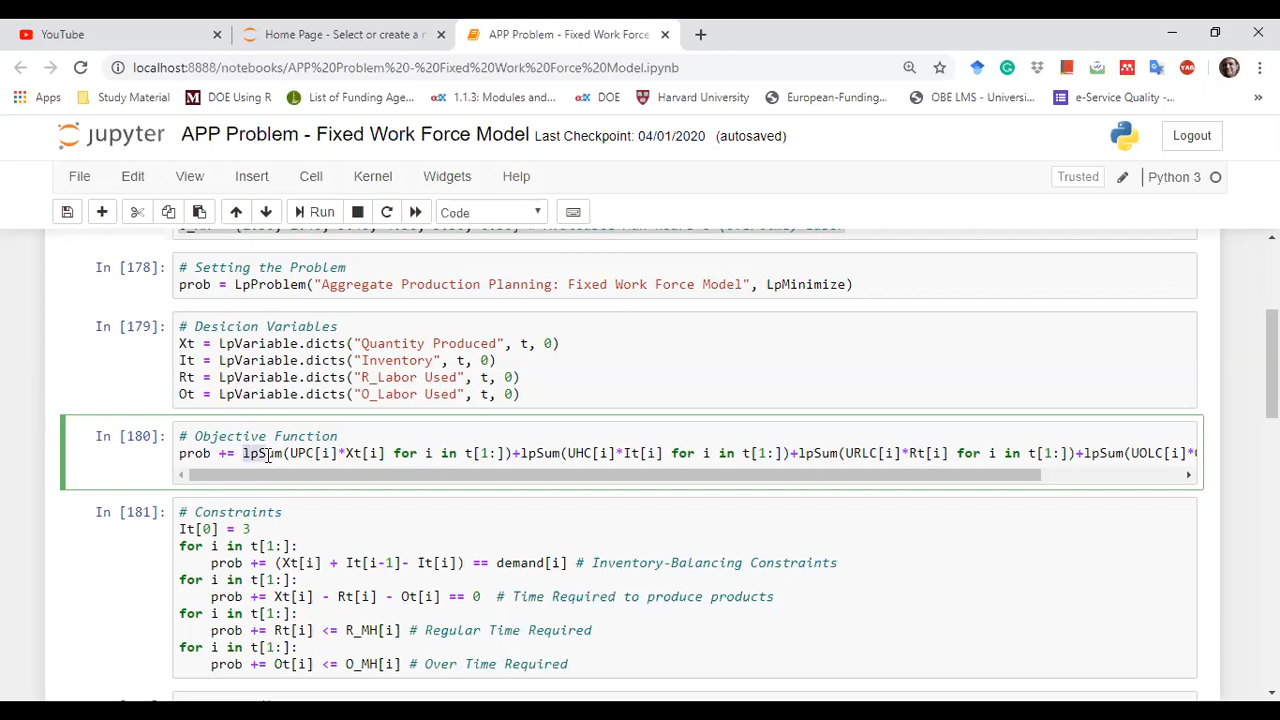 YouTube
Home Page - Select or create a n
APP Problem - Fixed Work Force
localhost:8888/notebooks/APP%20Problem%20-%20Fixed%20Work%20Force%20Model.ipynb
Apps
Study Material
DOE Using R
List of Funding Age...
1.1.3: Modules and...
DOE
Harvard University
European-Funding...
OBE LMS - Universi...
e-Service Quality -...
»
jupyter
APP Problem - Fixed Work Force Model Last Checkpoint: 04/01/2020 (autosaved)
Logout
File Edit View Insert Cell Kernel Widgets Help
Trusted
Python 3
Run
Code
In [178]:
# Setting the Problem
prob = LpProblem("Aggregate Production Planning: Fixed Work Force Model", LpMinimize)
In [179]:
# Desicion Variables
Xt = LpVariable.dicts("Quantity Produced", t, 0)
It = LpVariable.dicts("Inventory", t, 0)
Rt = LpVariable.dicts("R_Labor Used", t, 0)
Ot = LpVariable.dicts("O_Labor Used", t, 0)
In [180]:
# Objective Function
prob += lpSum(UPC[i]*Xt[i] for i in t[1:])+lpSum(UHC[i]*It[i] for i in t[1:])+lpSum(URLC[i]*Rt[i] for i in t[1:])+lpSum(UOLC[i]*
In [181]:
# Constraints
It[0] = 3
for i in t[1:]:
prob += (Xt[i] + It[i-1]- It[i]) == demand[i] # Inventory-Balancing Constraints
for i in t[1:]:
prob += Xt[i] - Rt[i] - Ot[i] == 0 # Time Required to produce products
for i in t[1:]:
prob += Rt[i] <= R_MH[i] # Regular Time Required
for i in t[1:]:
prob += Ot[i] <= O_MH[i] # Over Time Required